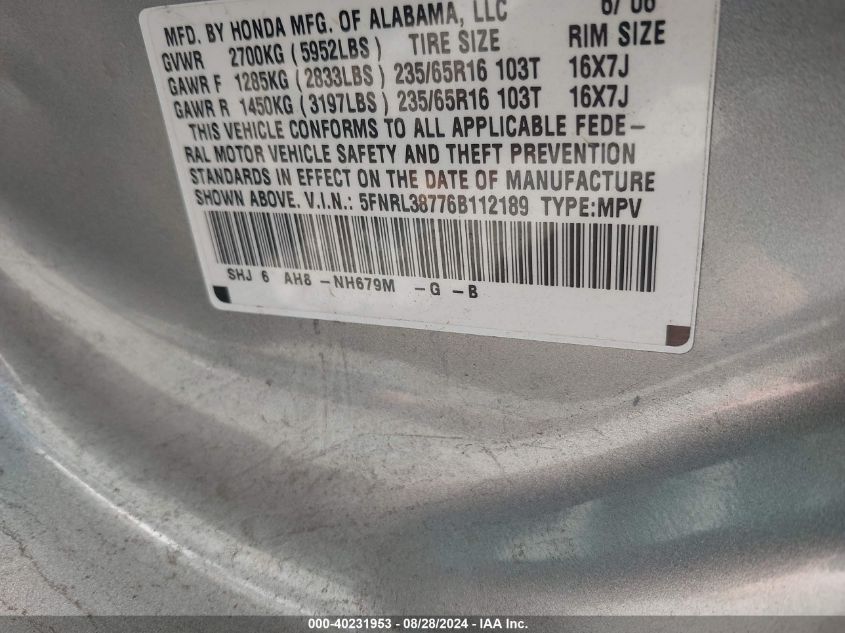 MFD. BY HONDA MFG. OF ALABAMA, LLC 6/06
GVWR 2700KG (5952LBS) TIRE SIZE RIM SIZE
GAWR F 1285KG (2833LBS) 235/65R16 103T 16X7J
GAWR R 1450KG (3197LBS) 235/65R16 103T 16X7J
THIS VEHICLE CONFORMS TO ALL APPLICABLE FEDE-
RAL MOTOR VEHICLE SAFETY AND THEFT PREVENTION
STANDARDS IN EFFECT ON THE DATE OF MANUFACTURE
SHOWN ABOVE. V.I.N.: 5FNRL38776B112189 TYPE:MPV
SHJ 6 AH8 -NH679M -G -B
000-40231953 - 08/28/2024 - IAA Inc.